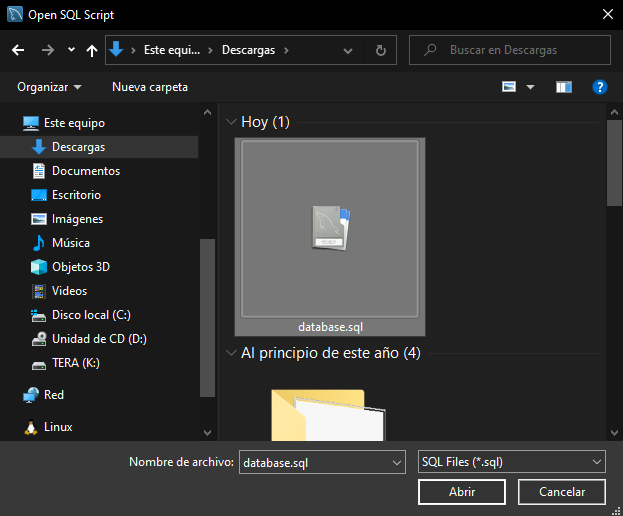 Open SQL Script
Este equi... > Descargas >
Buscar en Descargas
Organizar
Nueva carpeta
Este equipo
Descargas
Documentos
Escritorio
Imágenes
Música
Objetos 3D
Videos
Disco local (C:)
Unidad de CD (D:)
TERA (K:)
Red
Linux
Hoy (1)
database.sql
Al principio de este año (4)
Nombre de archivo: database.sql
SQL Files (*.sql)
Abrir
Cancelar